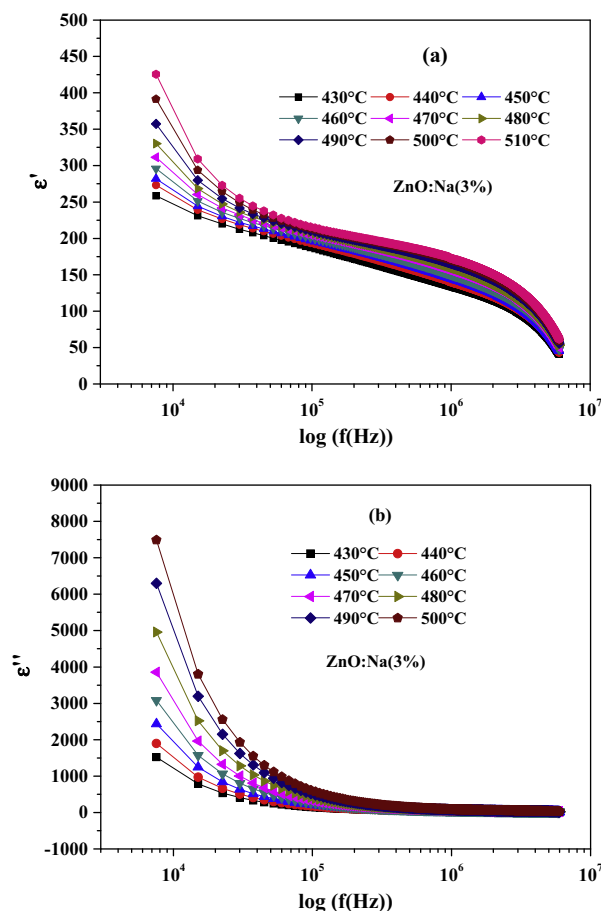 500
450
400
350
300
250
200
150
100
50
0
ε'
(a)
430°C 440°C 450°C
460°C 470°C 480°C
490°C 500°C 510°C
ZnO:Na(3%)
10^4 10^5 10^6 10^7
log (f(Hz))
9000
8000
7000
6000
5000
4000
3000
2000
1000
0
-1000
ε''
(b)
430°C 440°C
450°C 460°C
470°C 480°C
490°C 500°C
ZnO:Na(3%)
10^4 10^5 10^6 10^7
log (f(Hz))